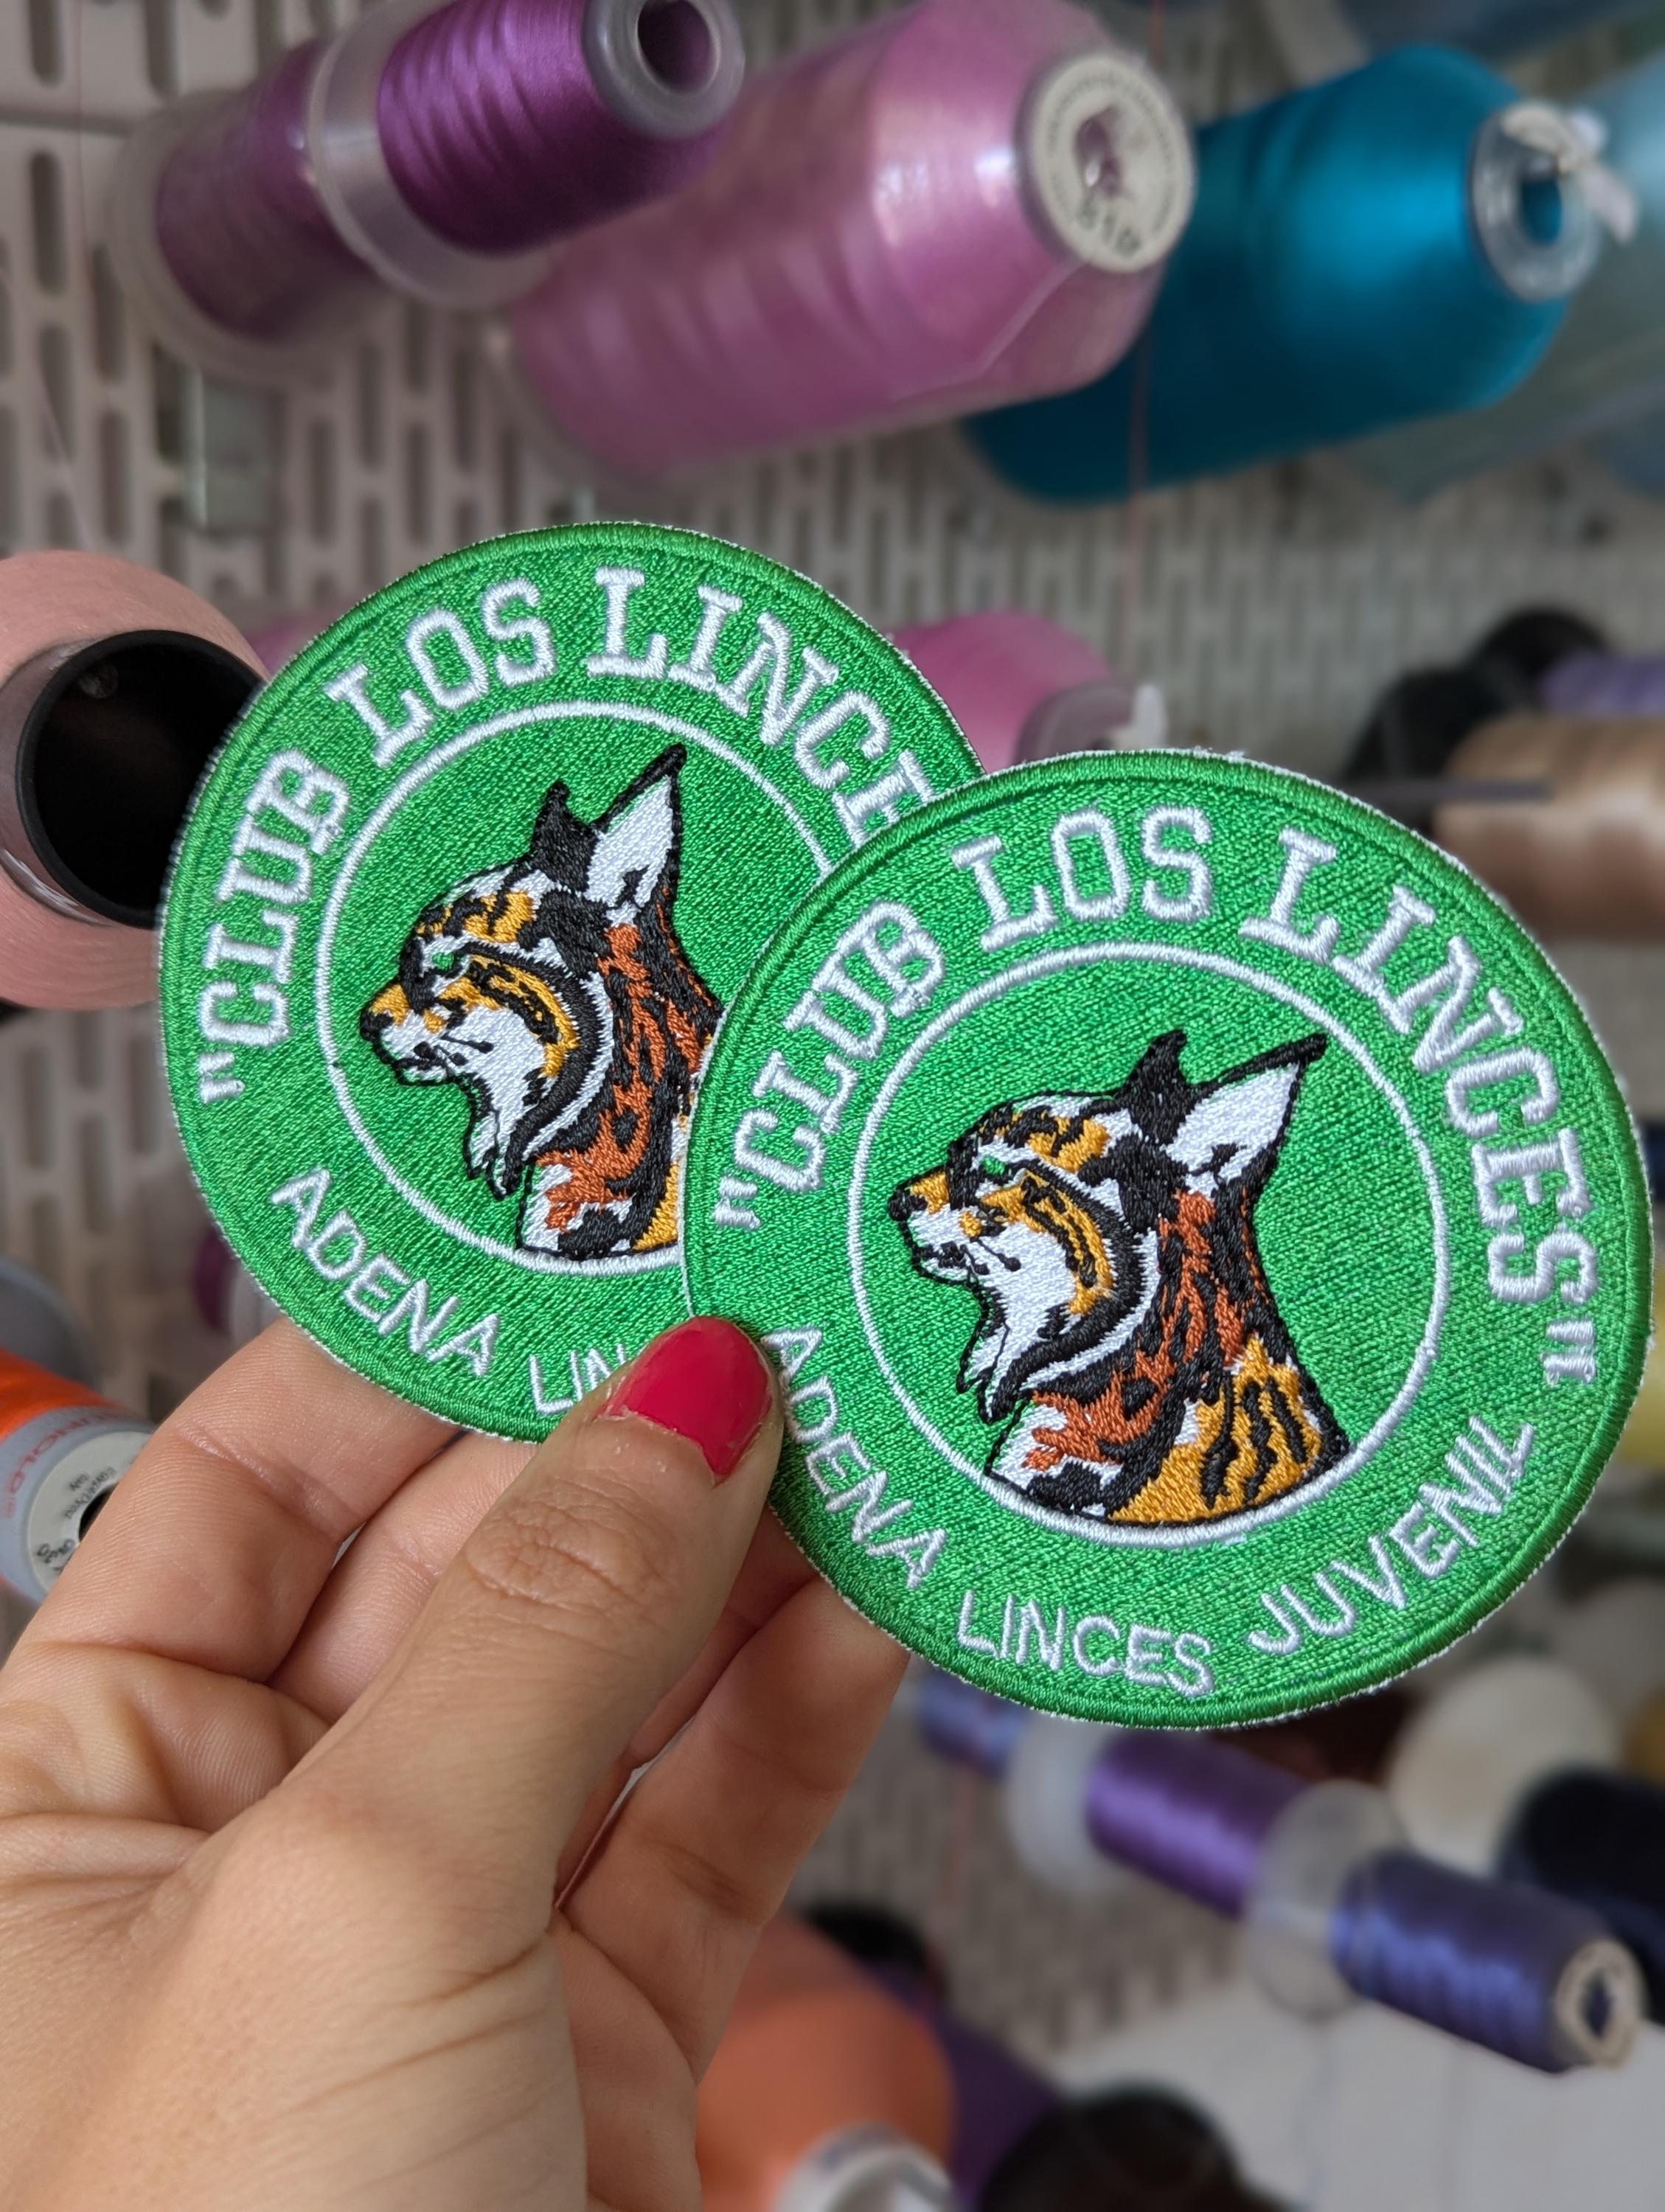 "CLUB LOS LINCES
ADENA LIN
"CLUB LOS LINCES"
ADENA LINCES JUVENIL